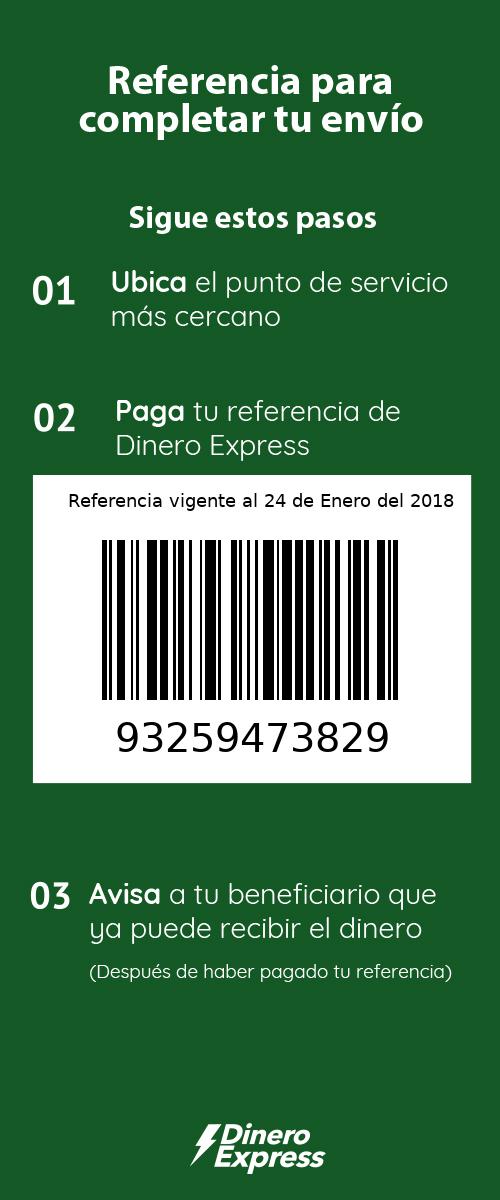 Referencia para
completar tu envío
Sigue estos pasos
01 Ubica el punto de servicio
más cercano
02 Paga tu referencia de
Dinero Express
Referencia vigente al 24 de Enero del 2018
93259473829
03 Avisa a tu beneficiario que
ya puede recibir el dinero
(Después de haber pagado tu referencia)
Dinero
Express